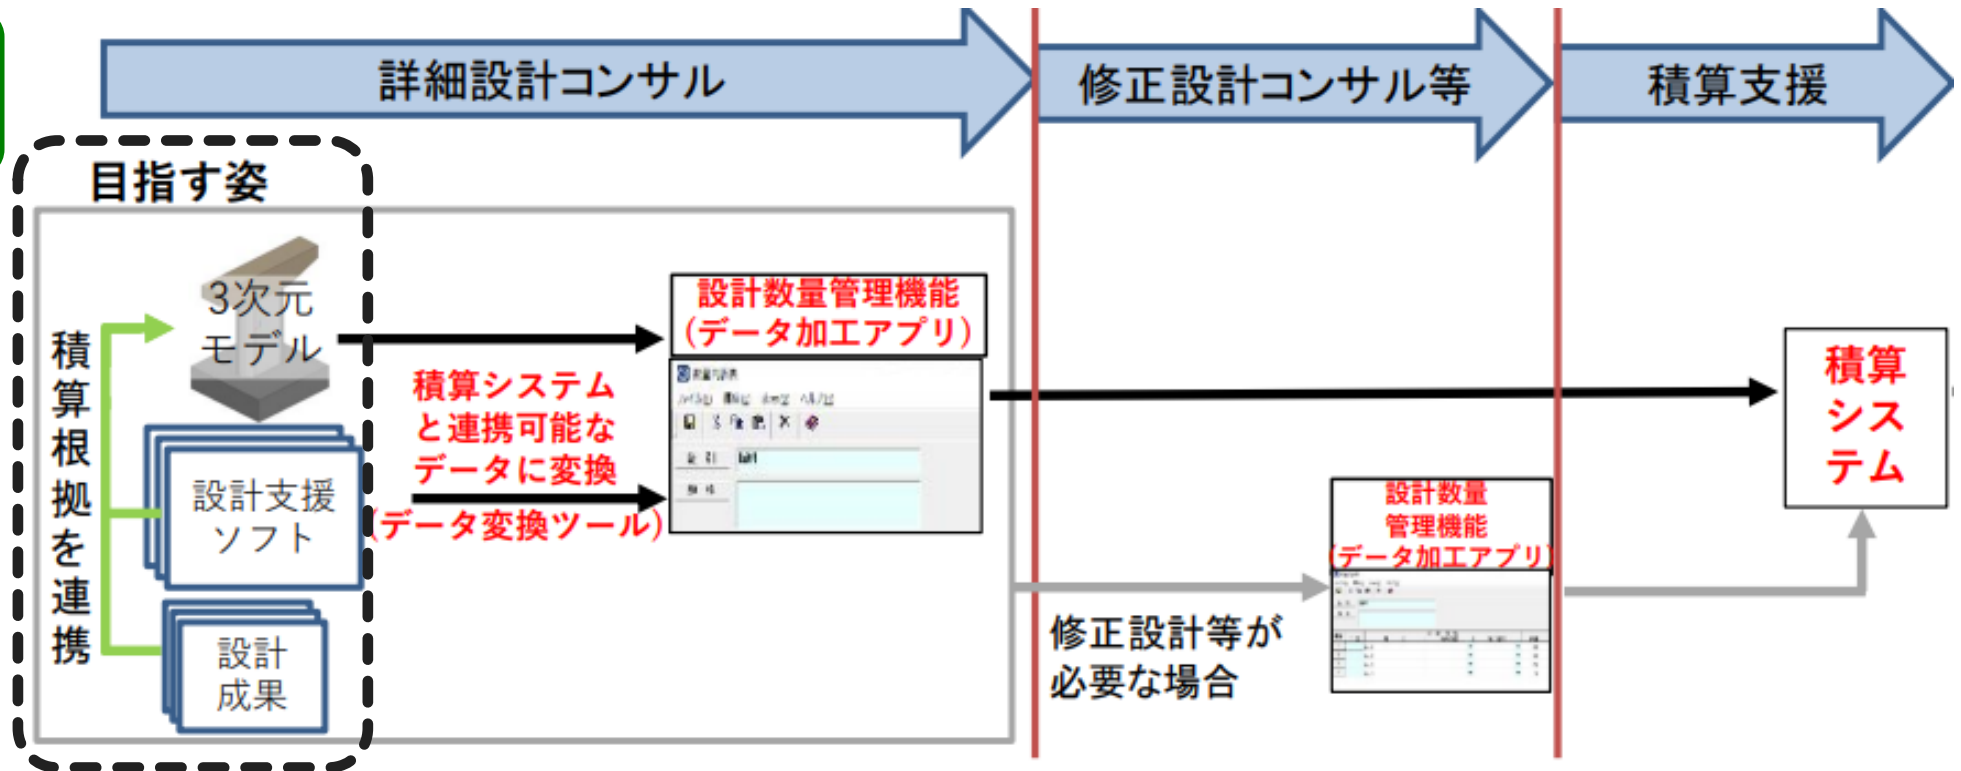 詳細設計コンサル
修正設計コンサル等
積算支援
目指す姿
積算根拠を連携
3次元
モデル
設計支援
ソフト
設計
成果
積算システム
と連携可能な
データに変換
(データ変換ツール)
設計数量管理機能
(データ加工アプリ)
修正設計等が
必要な場合
設計数量
管理機能
(データ加工アプリ)
積算
シス
テム